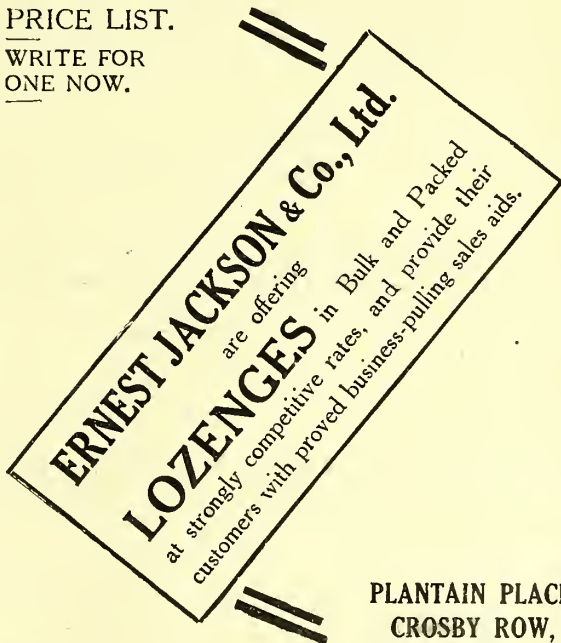 PRICE LIST.
WRITE FOR
ONE NOW.
ERNEST JACKSON & Co., Ltd.
are offering
LOZENGES in Bulk and Packed
at strongly competitive rates, and provide their
customers with proved business-pulling sales aids.
PLANTAIN PLACE
CROSBY ROW,